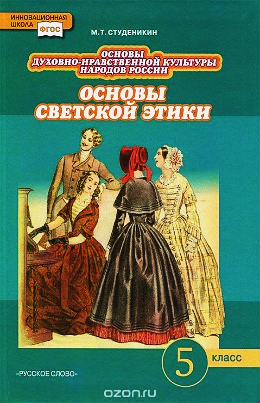 ИННОВАЦИОННАЯ
ШКОЛА
ФГОС
М.Т. СТУДЕНИКИН
ОСНОВЫ
ДУХОВНО-НРАВСТВЕННОЙ КУЛЬТУРЫ
НАРОДОВ РОССИИ
ОСНОВЫ
СВЕТСКОЙ ЭТИКИ
5 КЛАСС
«РУССКОЕ СЛОВО»
ozon.ru